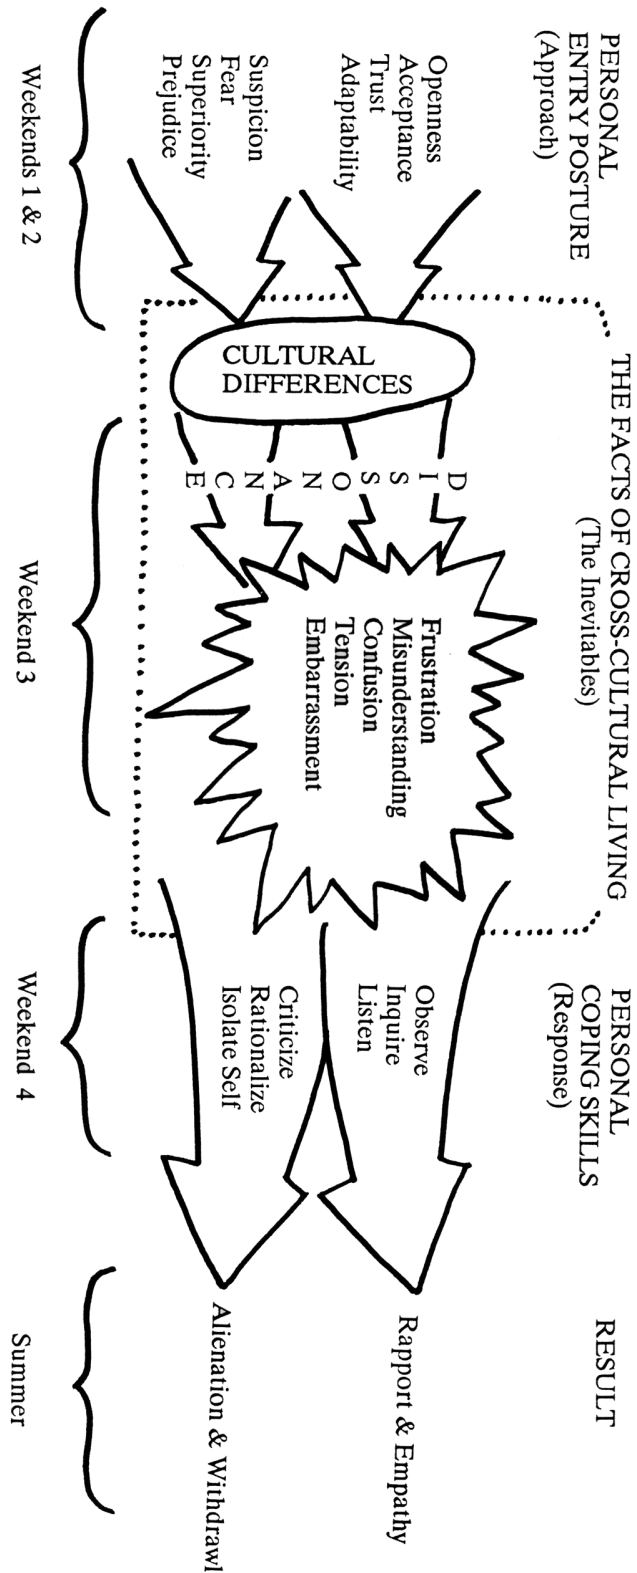 PERSONAL
ENTRY POSTURE
(Approach)
THE FACTS OF CROSS-CULTURAL LIVING
(The Inevitables)
PERSONAL
COPING SKILLS
(Response)
RESULT
Openness
Acceptance
Trust
Adaptability
Suspicion
Fear
Superiority
Prejudice
CULTURAL
DIFFERENCES
DISSONANNCE
Frustration
Misunderstanding
Confusion
Tension
Embarrassment
Observe
Inquire
Listen
Criticize
Rationalize
Isolate Self
Rapport & Empathy
Alienation & Withdrawl
Weekends 1 & 2
Weekend 3
Weekend 4
Summer